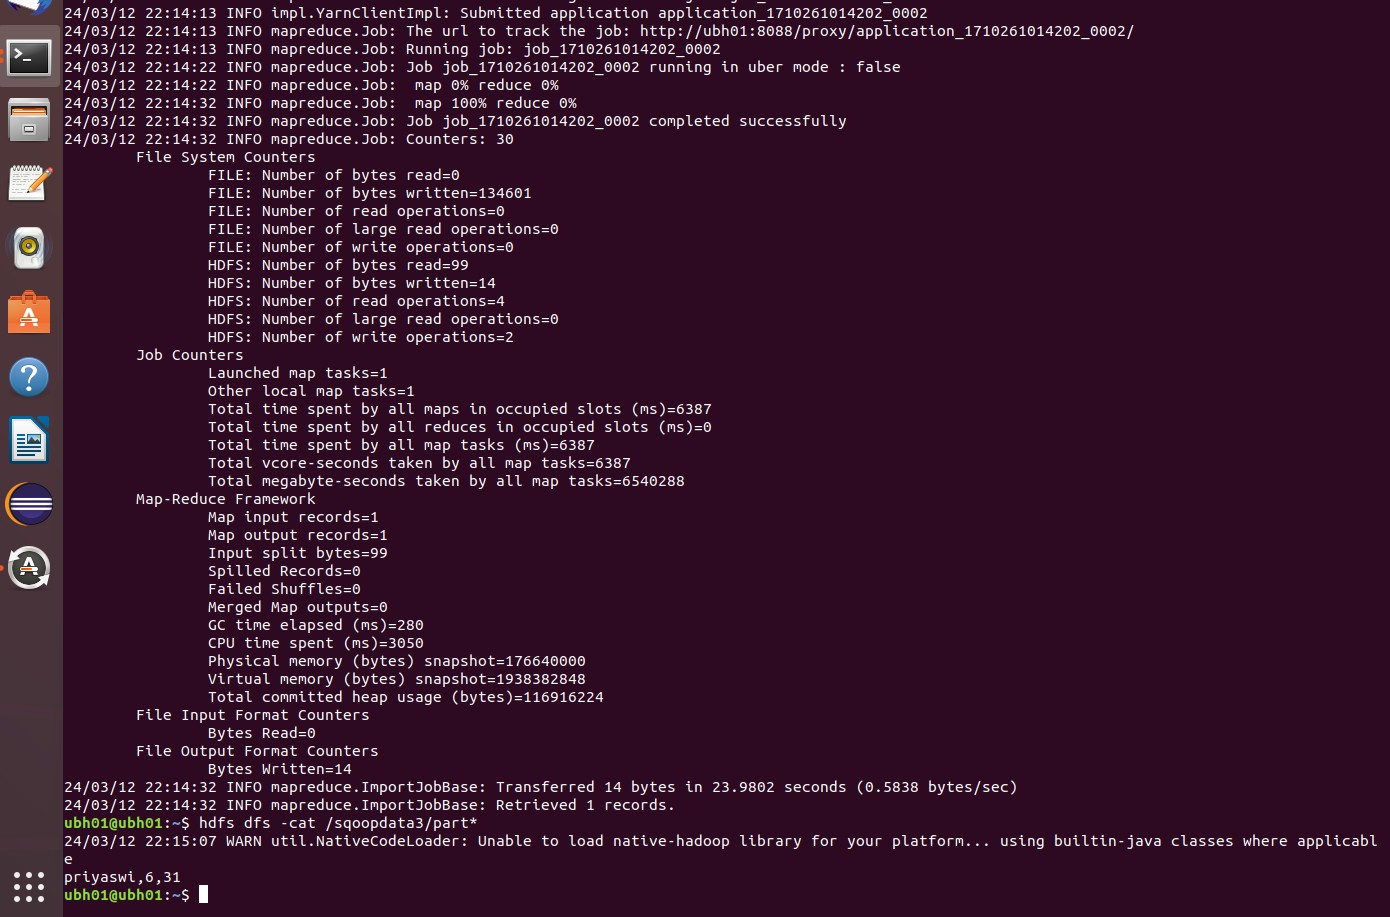 24/03/12 22:14:13 INFO impl.YarnClientImpl: Submitted application application_1710261014202_0002
24/03/12 22:14:13 INFO mapreduce.Job: The url to track the job: http://ubh01:8088/proxy/application_1710261014202_0002/
24/03/12 22:14:13 INFO mapreduce.Job: Running job: job_1710261014202_0002
24/03/12 22:14:22 INFO mapreduce.Job: Job job_1710261014202_0002 running in uber mode : false
24/03/12 22:14:22 INFO mapreduce.Job:  map 0% reduce 0%
24/03/12 22:14:32 INFO mapreduce.Job:  map 100% reduce 0%
24/03/12 22:14:32 INFO mapreduce.Job: Job job_1710261014202_0002 completed successfully
24/03/12 22:14:32 INFO mapreduce.Job: Counters: 30
File System Counters
FILE: Number of bytes read=0
FILE: Number of bytes written=134601
FILE: Number of read operations=0
FILE: Number of large read operations=0
FILE: Number of write operations=0
HDFS: Number of bytes read=99
HDFS: Number of bytes written=14
HDFS: Number of read operations=4
HDFS: Number of large read operations=0
HDFS: Number of write operations=2
Job Counters
Launched map tasks=1
Other local map tasks=1
Total time spent by all maps in occupied slots (ms)=6387
Total time spent by all reduces in occupied slots (ms)=0
Total time spent by all map tasks (ms)=6387
Total vcore-seconds taken by all map tasks=6387
Total megabyte-seconds taken by all map tasks=6540288
Map-Reduce Framework
Map input records=1
Map output records=1
Input split bytes=99
Spilled Records=0
Failed Shuffles=0
Merged Map outputs=0
GC time elapsed (ms)=280
CPU time spent (ms)=3050
Physical memory (bytes) snapshot=176640000
Virtual memory (bytes) snapshot=1938382848
Total committed heap usage (bytes)=116916224
File Input Format Counters
Bytes Read=0
File Output Format Counters
Bytes Written=14
24/03/12 22:14:32 INFO mapreduce.ImportJobBase: Transferred 14 bytes in 23.9802 seconds (0.5838 bytes/sec)
24/03/12 22:14:32 INFO mapreduce.ImportJobBase: Retrieved 1 records.
ubh01@ubh01:~$ hdfs dfs -cat /sqoopdata3/part*
24/03/12 22:15:07 WARN util.NativeCodeLoader: Unable to load native-hadoop library for your platform... using builtin-java classes where applicabl
e
priyaswi,6,31
ubh01@ubh01:~$